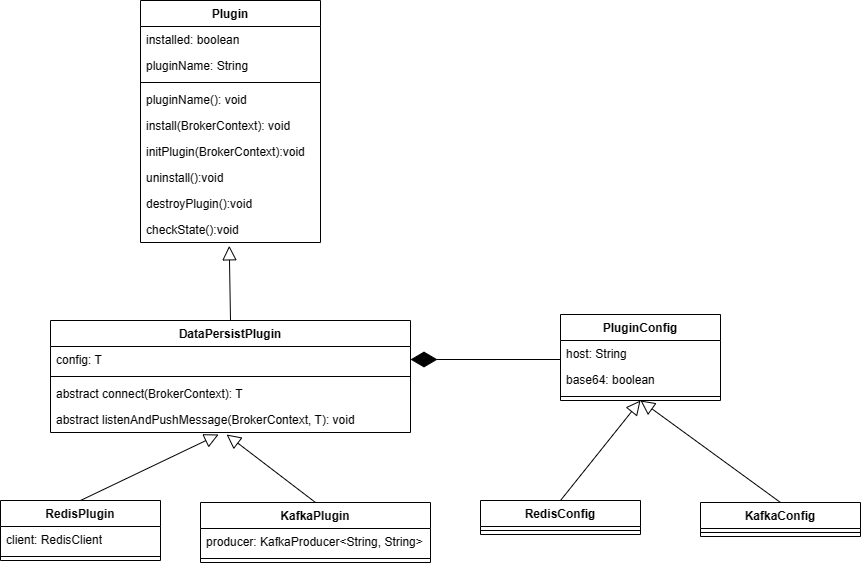 Plugin
installed: boolean
pluginName: String
pluginName(): void
install(BrokerContext): void
initPlugin(BrokerContext):void
uninstall():void
destroyPlugin():void
checkState():void
DataPersistPlugin
config: T
abstract connect(BrokerContext): T
abstract listenAndPushMessage(BrokerContext, T): void
PluginConfig
host: String
base64: boolean
RedisPlugin
client: RedisClient
KafkaPlugin
producer: KafkaProducer<String, String>
RedisConfig
KafkaConfig